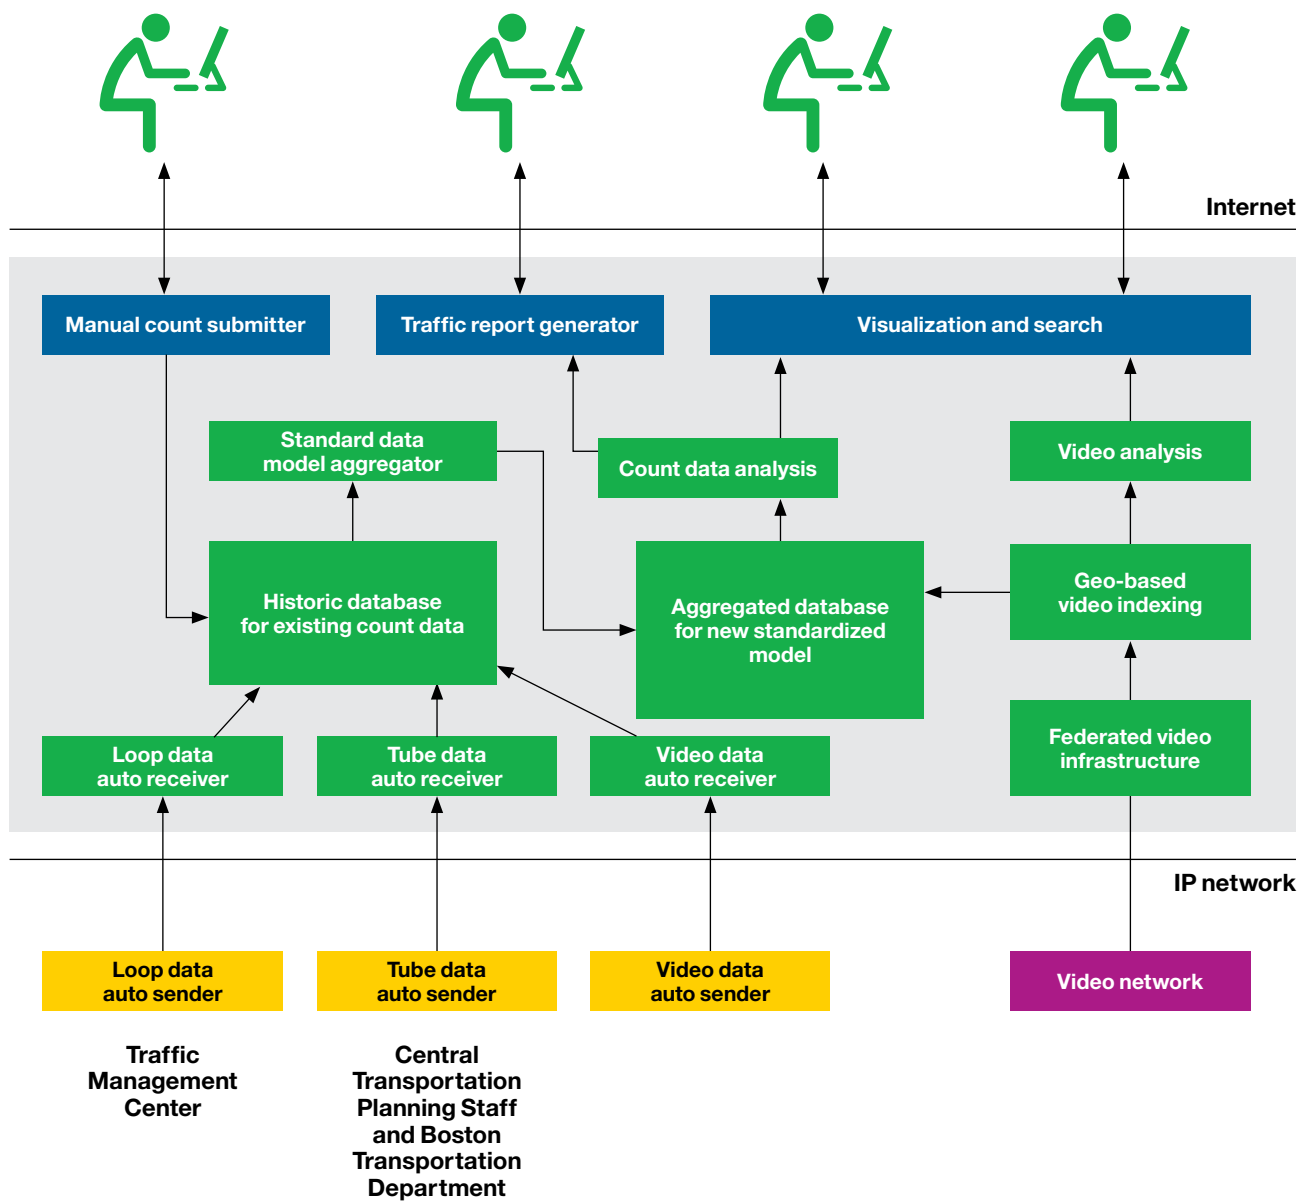 Internet
Manual count submitter
Traffic report generator
Visualization and search
Standard data
model aggregator
Count data analysis
Video analysis
Historic database
for existing count data
Aggregated database
for new standardized
model
Geo-based
video indexing
Loop data
auto receiver
Tube data
auto receiver
Video data
auto receiver
Federated video
infrastructure
IP network
Loop data
auto sender
Tube data
auto sender
Video data
auto sender
Video network
Traffic
Management
Center
Central
Transportation
Planning Staff
and Boston
Transportation
Department